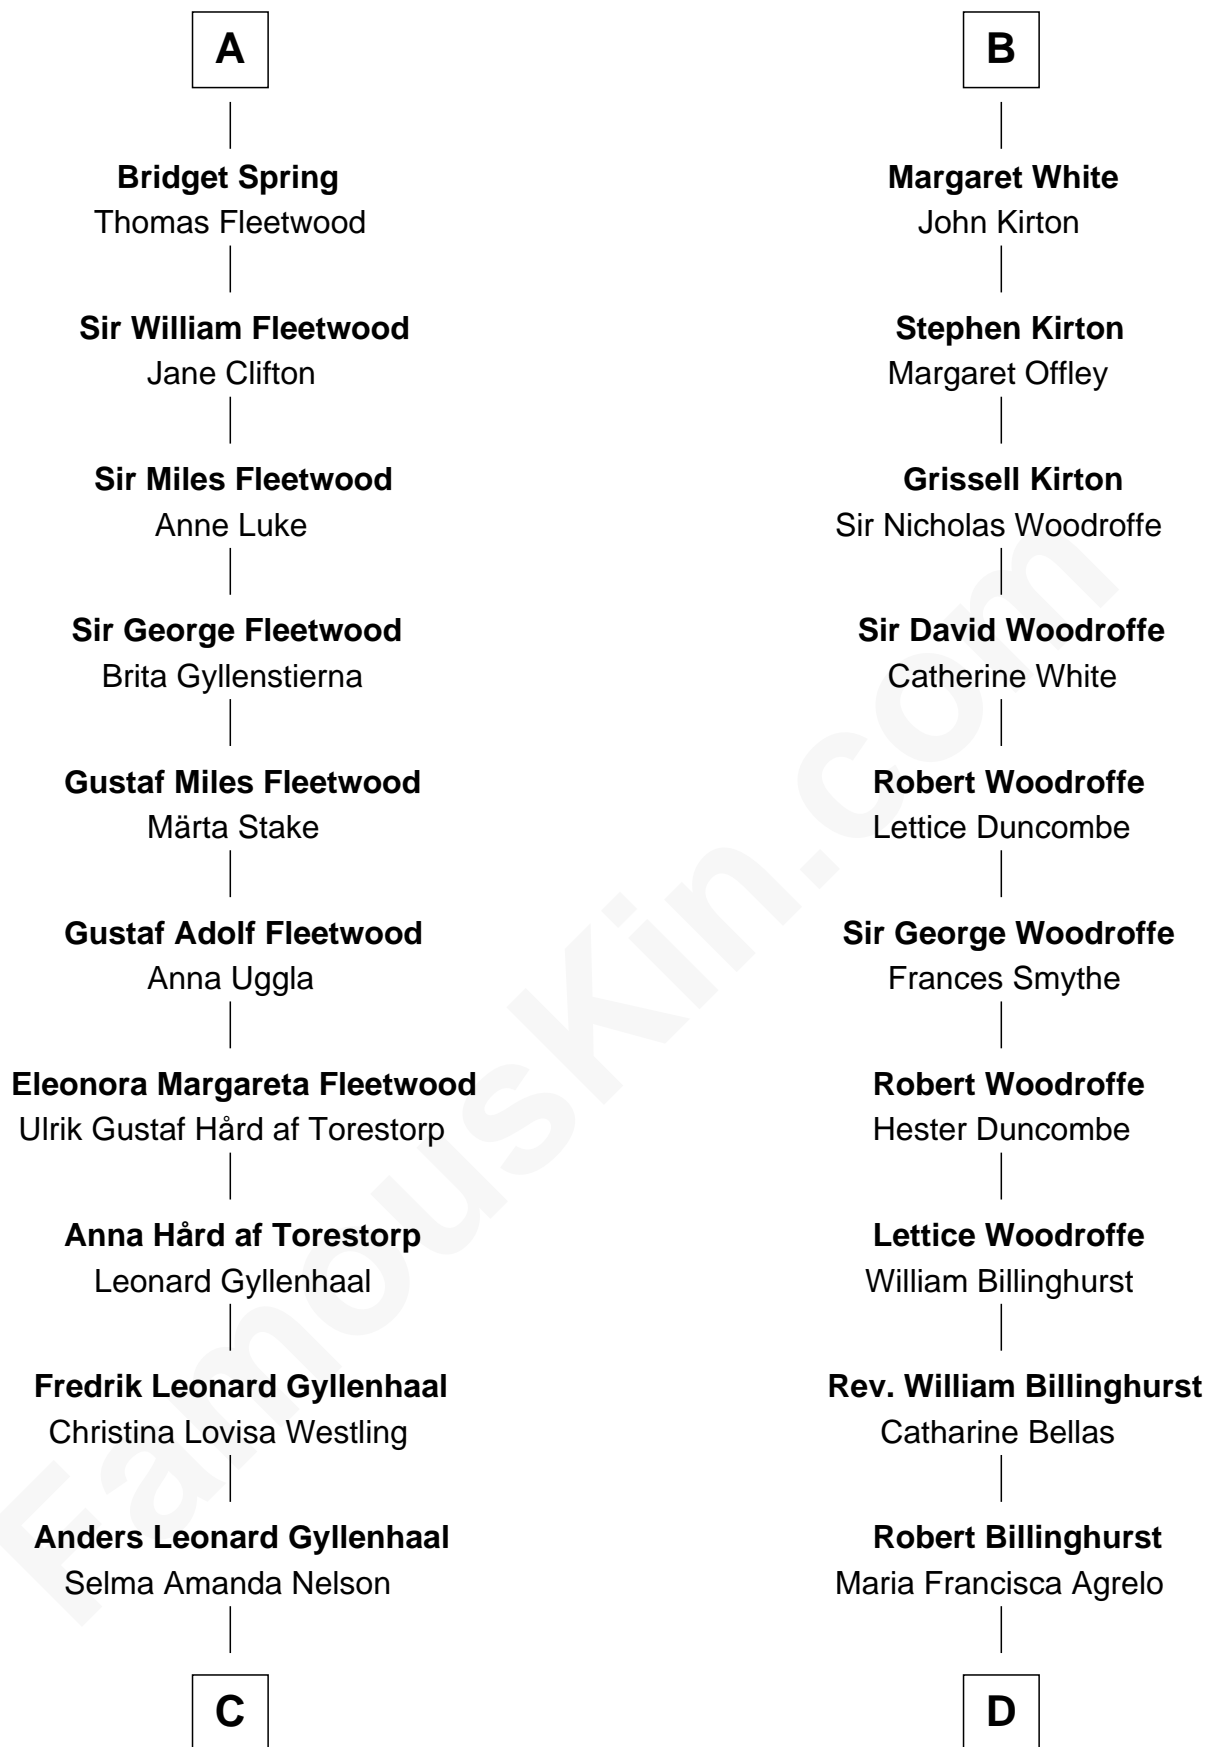 A
Bridget Spring
Thomas Fleetwood
Sir William Fleetwood
Jane Clifton
Sir Miles Fleetwood
Anne Luke
Sir George Fleetwood
Brita Gyllenstierna
Gustaf Miles Fleetwood
Märta Stake
Gustaf Adolf Fleetwood
Anna Uggla
Eleonora Margareta Fleetwood
Ulrik Gustaf Hård af Torestorp
Anna Hård af Torestorp
Leonard Gyllenhaal
Fredrik Leonard Gyllenhaal
Christina Lovisa Westling
Anders Leonard Gyllenhaal
Selma Amanda Nelson
C
B
Margaret White
John Kirton
Stephen Kirton
Margaret Offley
Grissell Kirton
Sir Nicholas Woodroffe
Sir David Woodroffe
Catherine White
Robert Woodroffe
Lettice Duncombe
Sir George Woodroffe
Frances Smythe
Robert Woodroffe
Hester Duncombe
Lettice Woodroffe
William Billinghurst
Rev. William Billinghurst
Catharine Bellas
Robert Billinghurst
Maria Francisca Agrelo
D
FamousKin.com